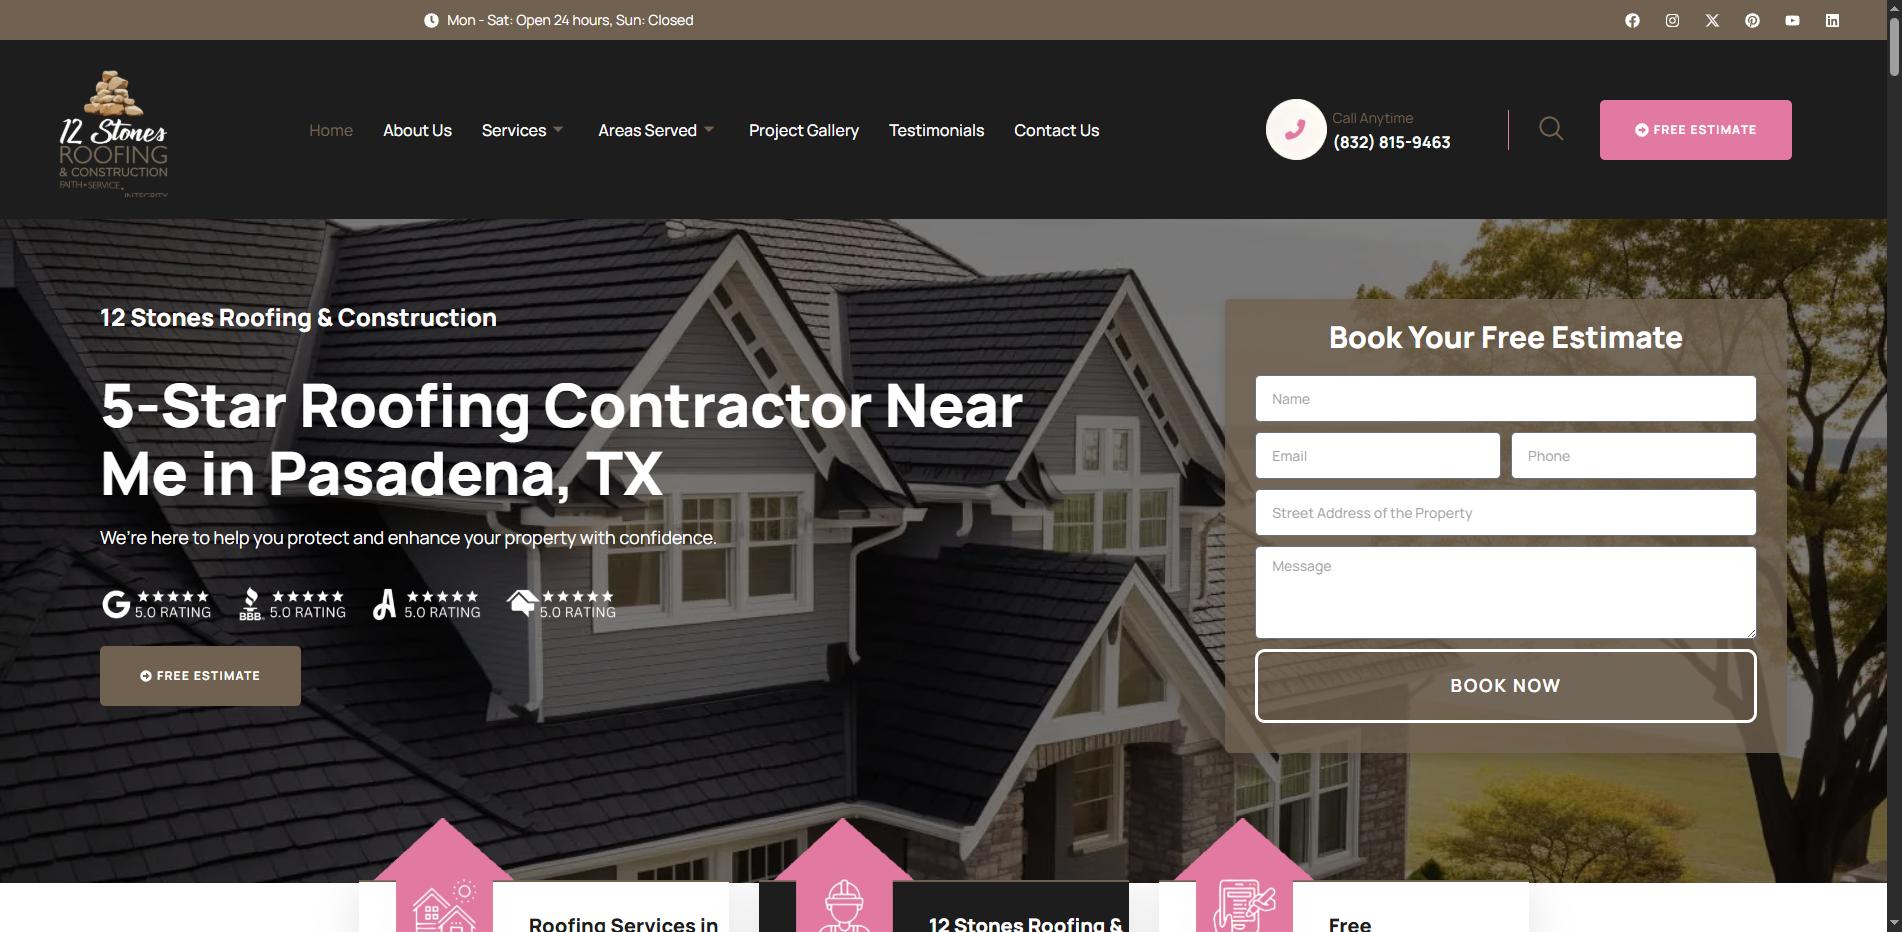 Mon - Sat: Open 24 hours, Sun: Closed
12 Stones
ROOFING
& CONSTRUCTION
FAITH • SERVICE •
INTEGRITY
Home
About Us
Services
Areas Served
Project Gallery
Testimonials
Contact Us
Call Anytime
(832) 815-9463
FREE ESTIMATE
12 Stones Roofing & Construction
5-Star Roofing Contractor Near
Me in Pasadena, TX
We're here to help you protect and enhance your property with confidence.
G 5.0 RATING
BBB 5.0 RATING
5.0 RATING
5.0 RATING
FREE ESTIMATE
Book Your Free Estimate
Name
Email
Phone
Street Address of the Property
Message
BOOK NOW
Roofing Services in
12 Stones Roofing &
Free